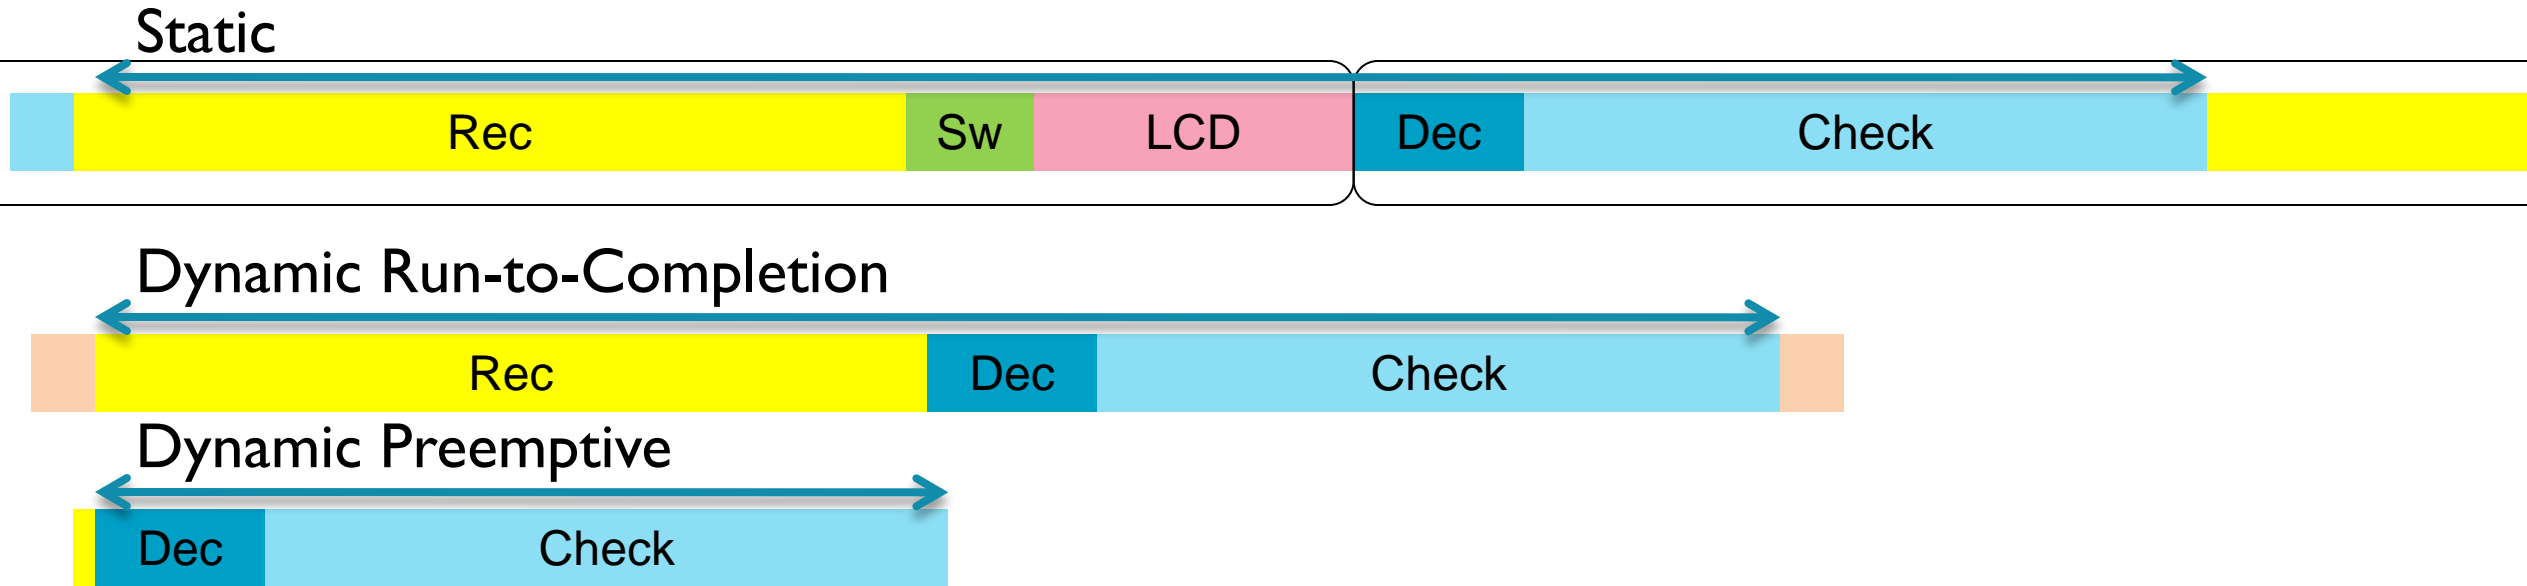 Static
Rec Sw LCD Dec Check
Dynamic Run-to-Completion
Rec Dec Check
Dynamic Preemptive
Dec Check